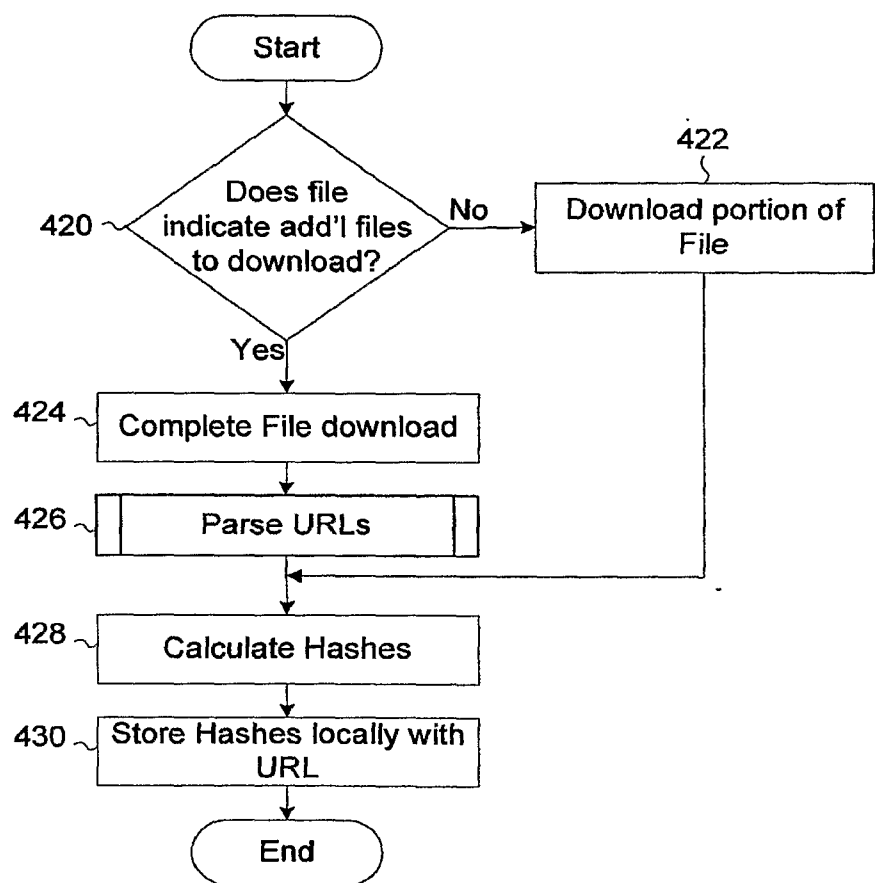 Start
422
Does file
indicate add'l files
to download?
420
No
Download portion of
File
Yes
424
Complete File download
426
Parse URLs
428
Calculate Hashes
430
Store Hashes locally with
URL
End